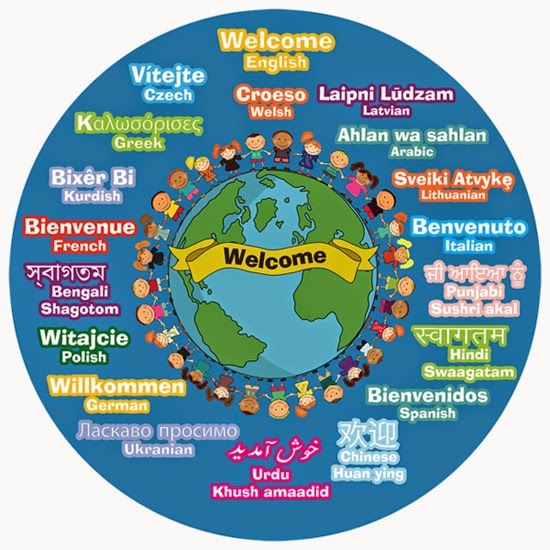 Welcome
English
Vítejte
Czech
Croeso
Welsh
Laipni Lūdzam
Latvian
Καλωσόρισες
Greek
Ahlan wa sahlan
Arabic
Bixêr Bi
Kurdish
Sveiki Atvykę
Lithuanian
Bienvenue
French
Welcome
Benvenuto
Italian
স্‌বাগতম
Bengali
Shagotom
ਜੀ ਆਇਆ ਨੂੰ
Punjabi
Sushri akal
Witajcie
Polish
स्वागतम
Hindi
Swaagatam
Willkommen
German
Bienvenidos
Spanish
Ласкаво просимо
Ukranian
خوش آمدید
Urdu
Khush amaadid
欢迎
Chinese
Huan ying